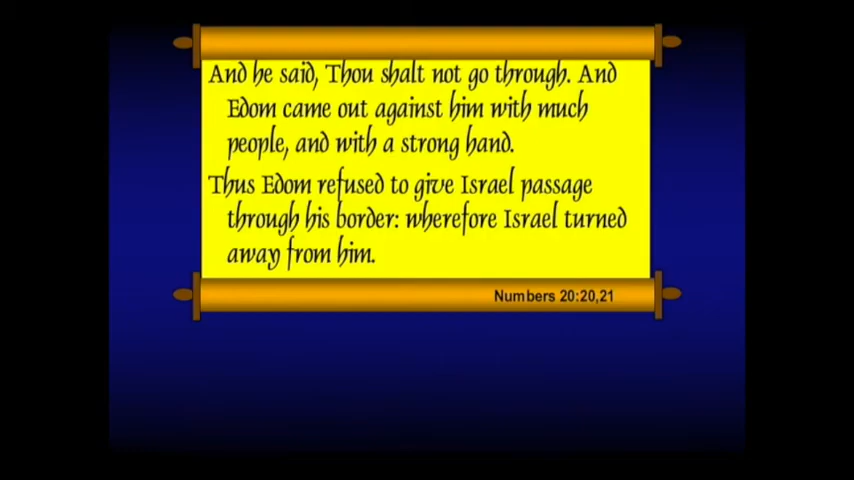 And he said, Thou shalt not go through. And
Edom came out against him with much
people, and with a strong hand.
Thus Edom refused to give Israel passage
through his border: wherefore Israel turned
away from him.
Numbers 20:20,21